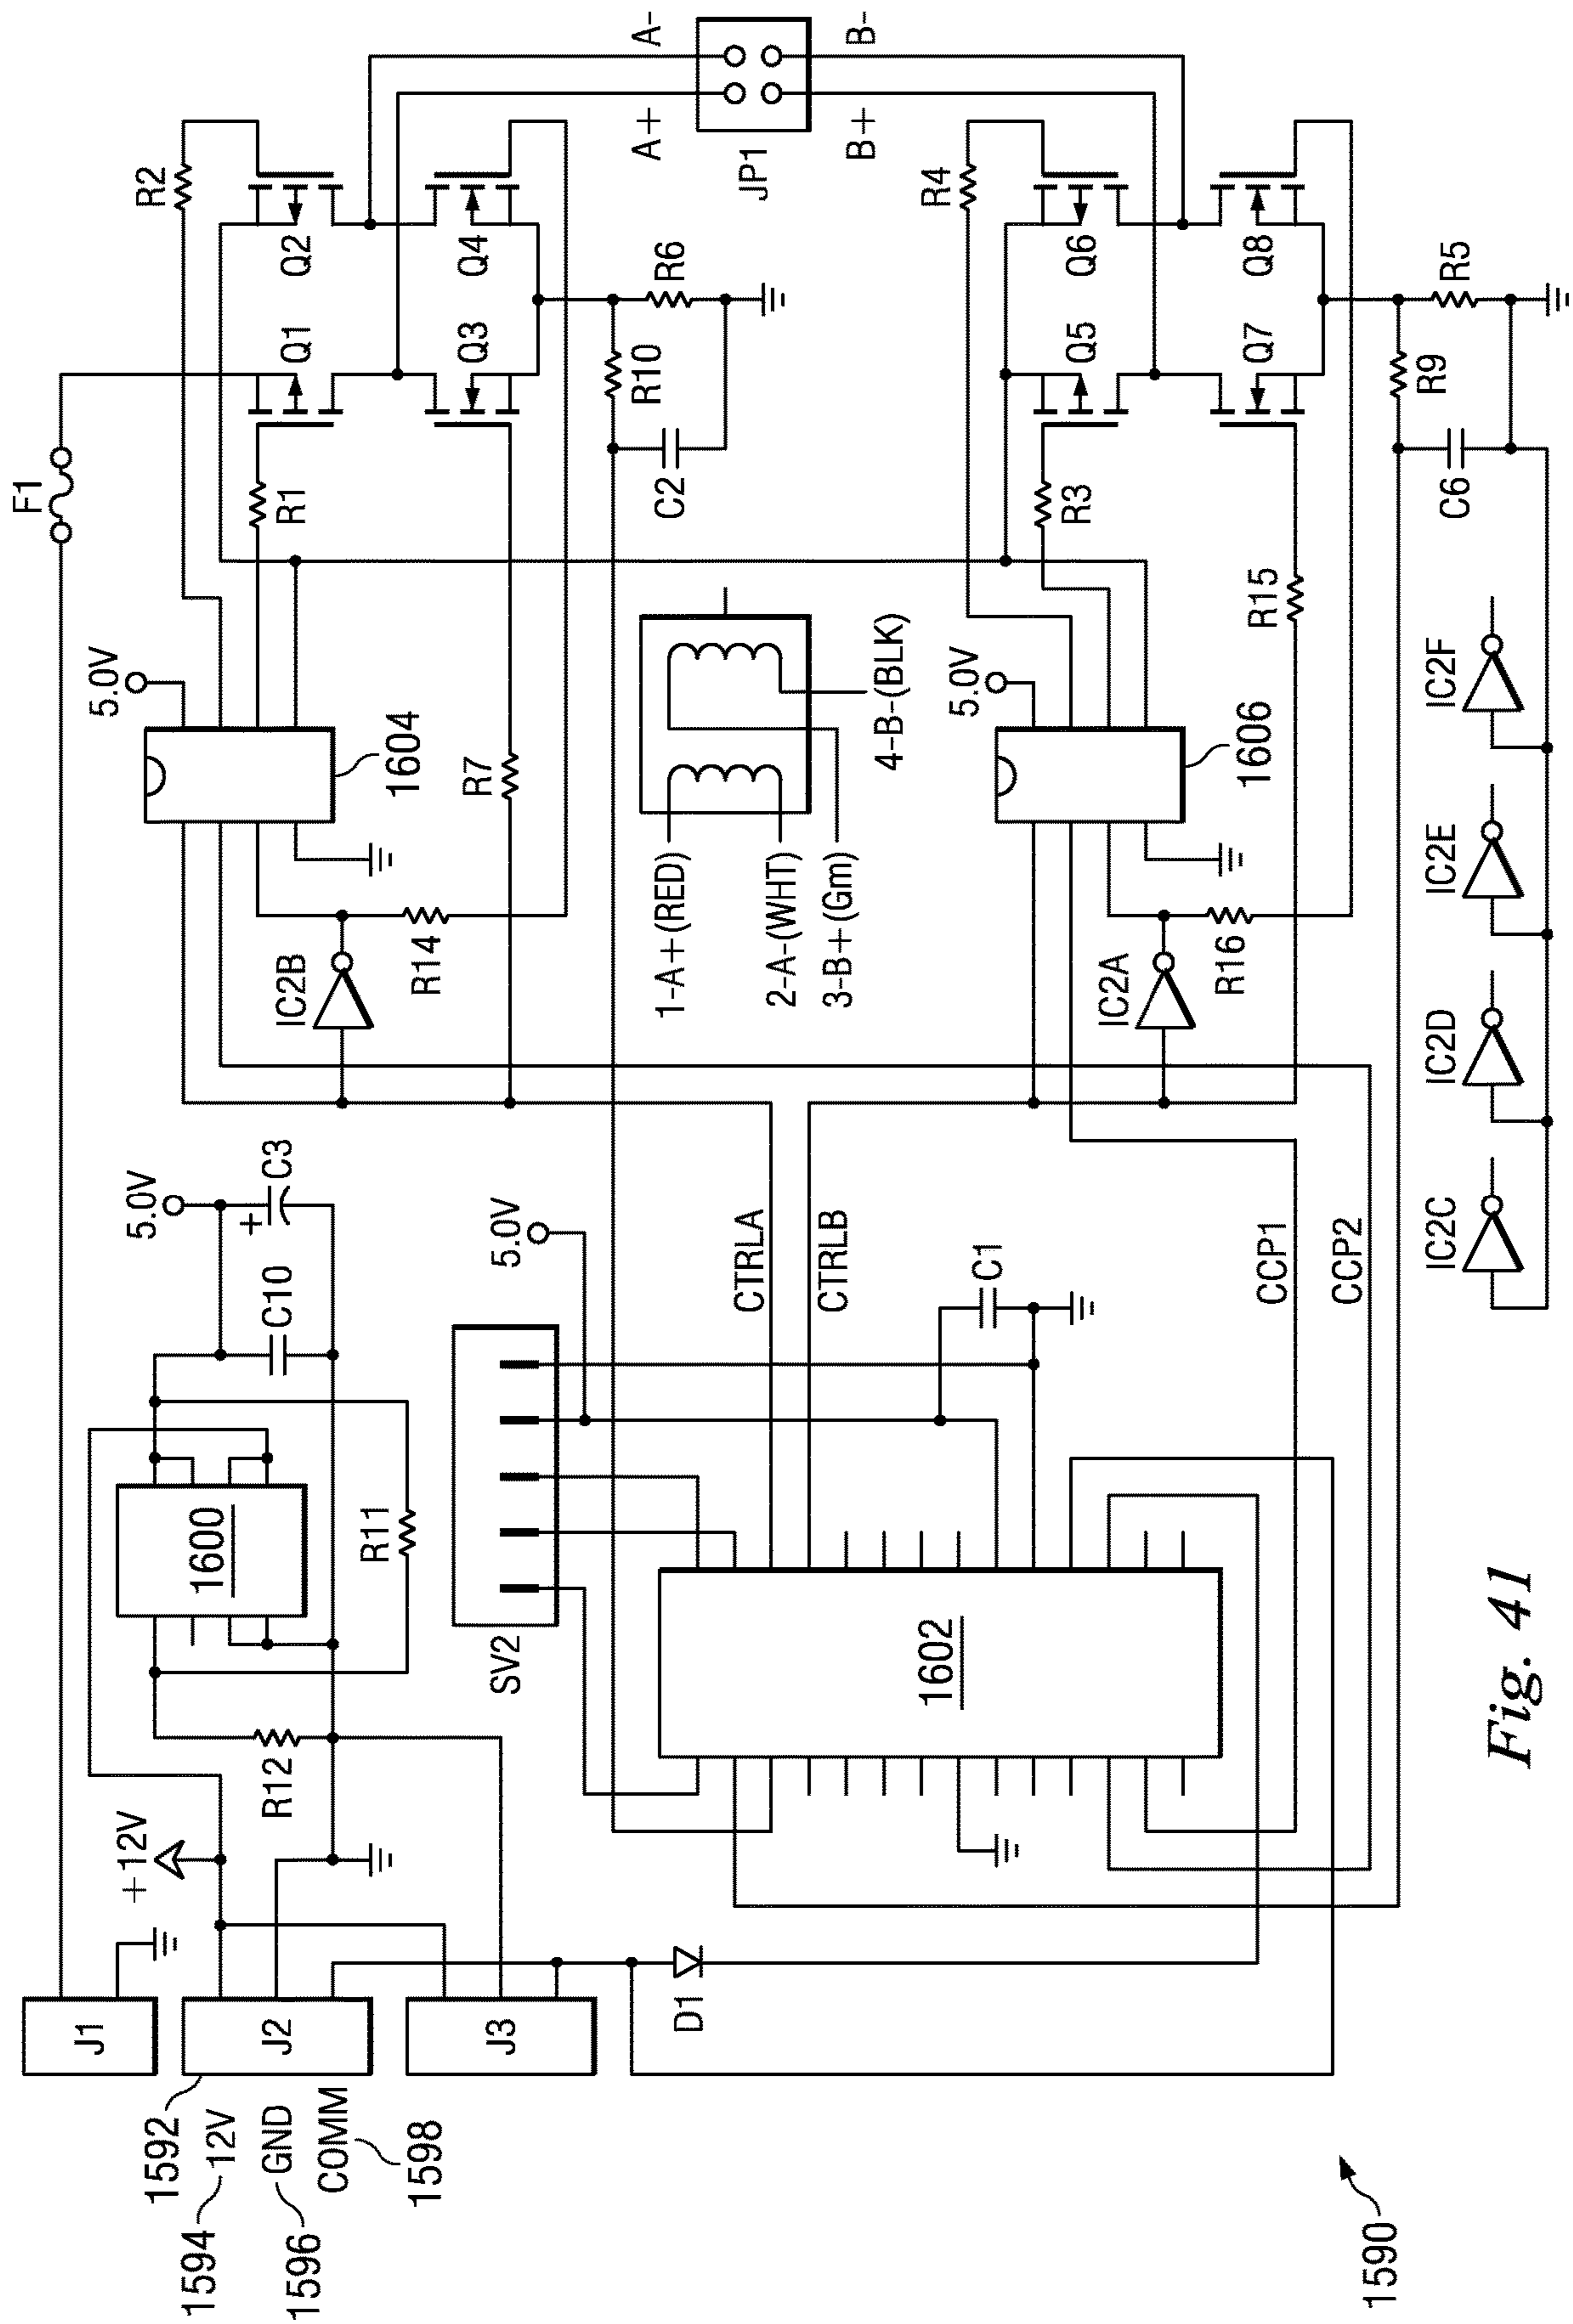 A-
B-
A+
B+
JP1
R2
R4
Q2
Q4
Q6
Q8
R6
R5
Q1
Q3
Q5
Q7
R10
R9
F1
R1
C2
R3
C6
R15
5.0V
5.0V
1604
R7
4-B-(BLK)
1606
IC2F
1-A+(RED)
2-A-(WHT)
3-B+(Gm)
IC2E
IC2B
R14
IC2A
R16
IC2D
5.0V
+
C3
C10
5.0V
CTRLA
CTRLB
C1
CCP1
CCP2
IC2C
1600
R11
SV2
1602
R12
+12V
J1
J2
J3
D1
1592
1594
12V
1596
GND
COMM
1598
1590
Fig. 41